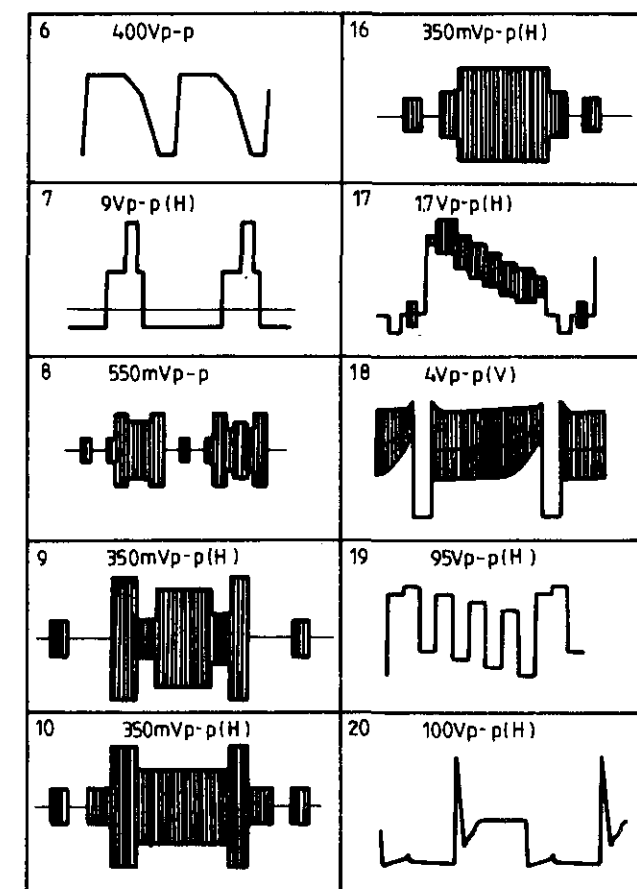 6 400Vp-p
16 350mVp-p(H)
7 9Vp-p(H)
17 1.7Vp-p(H)
8 550mVp-p
18 4Vp-p(V)
9 350mVp-p(H)
19 95Vp-p(H)
10 350mVp-p(H)
20 100Vp-p(H)